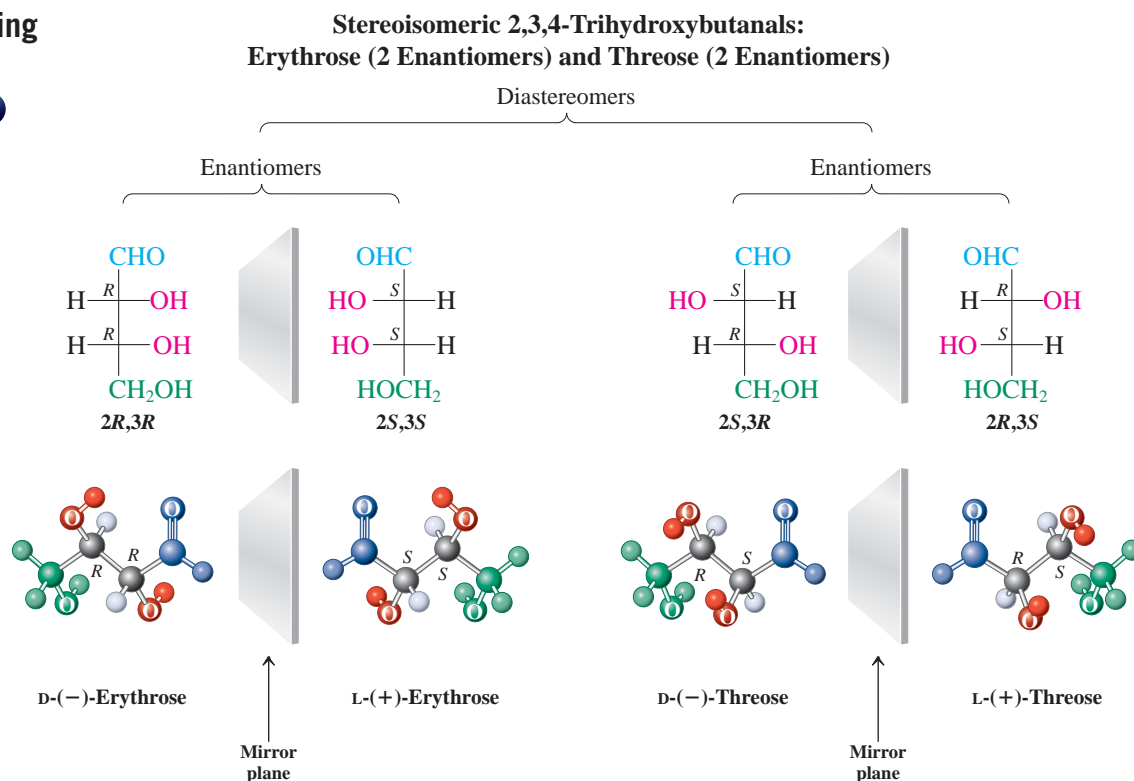 ing
Stereoisomeric 2,3,4-Trihydroxybutanals:
Erythrose (2 Enantiomers) and Threose (2 Enantiomers)
Diastereomers
Enantiomers Enantiomers
CHO OHC CHO OHC
H R OH HO S H HO S H H R OH
H R OH HO S H H R OH HO S H
CH₂OH HOCH₂ CH₂OH HOCH₂
2R,3R 2S,3S 2S,3R 2R,3S
O O O O O O O O
R R S S R S R S
O O O O O O O O
D-(−)-Erythrose L-(+)-Erythrose D-(−)-Threose L-(+)-Threose
Mirror Mirror
plane plane